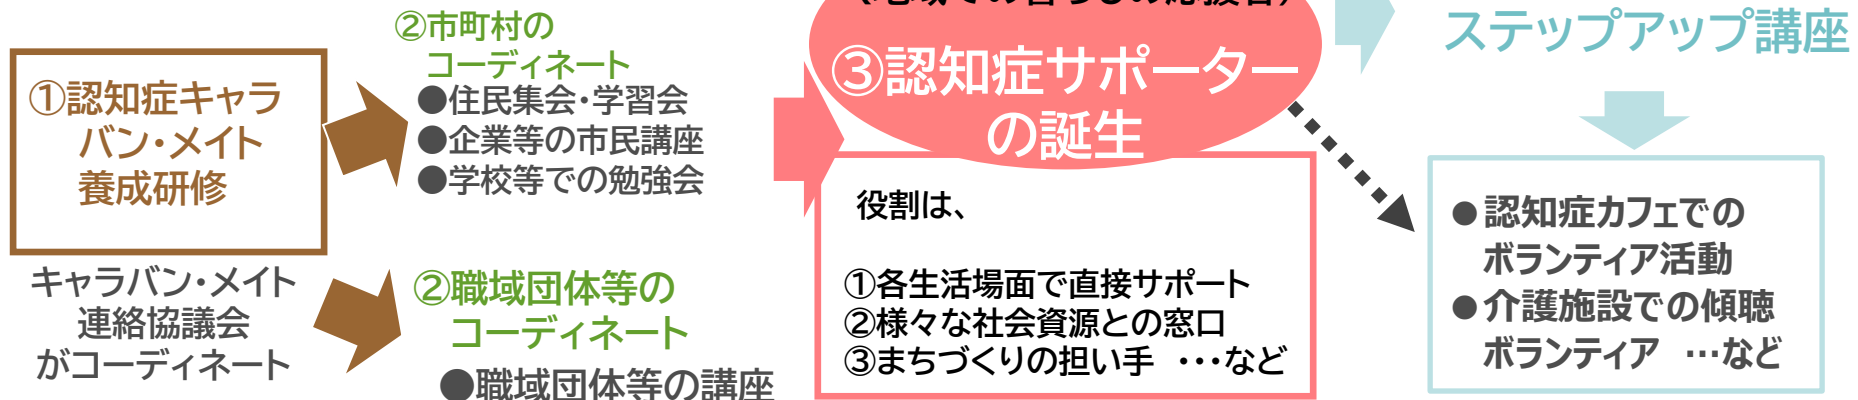 ①認知症キャラ
バン・メイト
養成研修
キャラバン・メイト
連絡協議会
がコーディネート
②市町村の
コーディネート
●住民集会・学習会
●企業等の市民講座
●学校等での勉強会
②職域団体等の
コーディネート
●職域団体等の講座
③認知症サポーター
の誕生
役割は、
①各生活場面で直接サポート
②様々な社会資源との窓口
③まちづくりの担い手 ・・・など
ステップアップ講座
●認知症カフェでの
ボランティア活動
●介護施設での傾聴
ボランティア …など